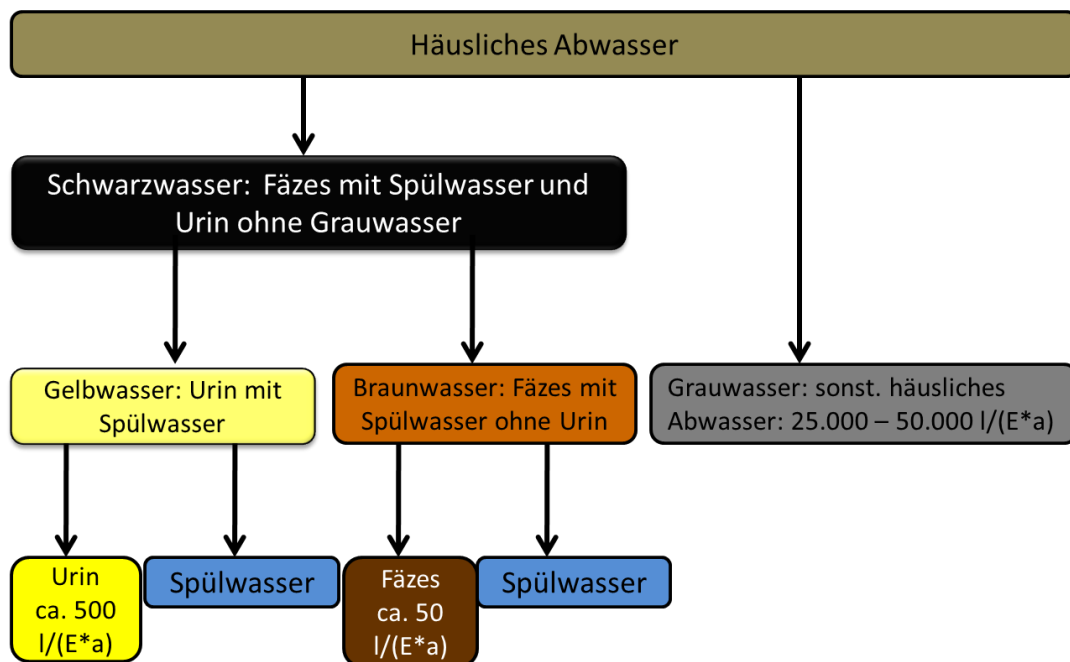 Häusliches Abwasser
Schwarzwasser: Fäzes mit Spülwasser und
Urin ohne Grauwasser
Gelbwasser: Urin mit
Spülwasser
Braunwasser: Fäzes mit
Spülwasser ohne Urin
Grauwasser: sonst. häusliches
Abwasser: 25.000 – 50.000 l/(E*a)
Urin
ca. 500
l/(E*a)
Spülwasser
Fäzes
ca. 50
l/(E*a)
Spülwasser